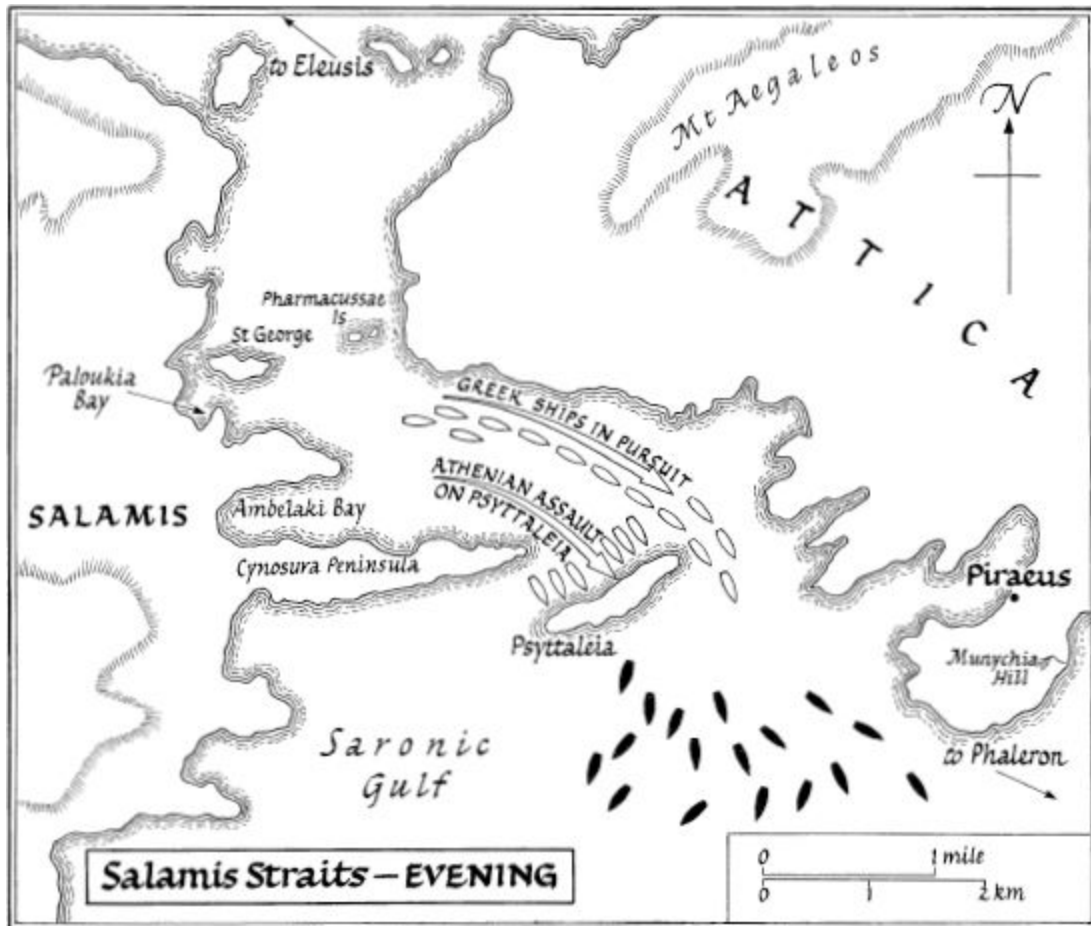 to Eleusis
Mt Aegaleos
N
ATTICA
Pharmacussae
Is
St George
Paloukia
Bay
GREEK SHIPS IN PURSUIT
ATHENIAN ASSAULT
ON PSYTTALEIA
SALAMIS
Ambelaki Bay
Cynosura Peninsula
Piraeus
Psyttaleia
Munychia
Hill
Saronic
Gulf
to Phaleron
Salamis Straits – EVENING
0 1 mile
0 1 2 km